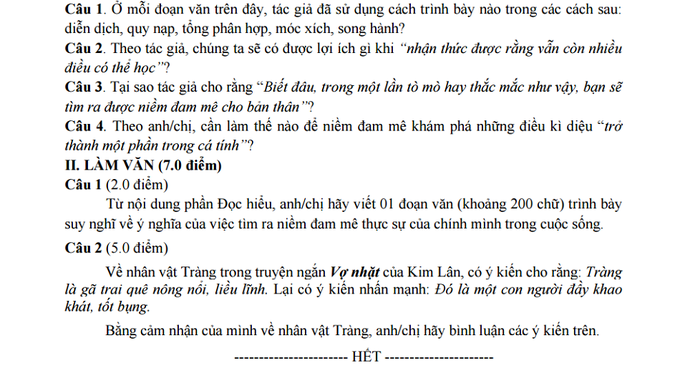 Câu 1. Ở mỗi đoạn văn trên đây, tác giả đã sử dụng cách trình bày nào trong các cách sau:
diễn dịch, quy nạp, tổng phân hợp, móc xích, song hành?
Câu 2. Theo tác giả, chúng ta sẽ có được lợi ích gì khi “nhận thức được rằng vẫn còn nhiều
điều có thể học”?
Câu 3. Tại sao tác giả cho rằng “Biết đâu, trong một lần tò mò hay thắc mắc như vậy, bạn sẽ
tìm ra được niềm đam mê cho bản thân”?
Câu 4. Theo anh/chị, cần làm thế nào để niềm đam mê khám phá những điều kì diệu “trở
thành một phần trong cá tính”?
II. LÀM VĂN (7.0 điểm)
Câu 1 (2.0 điểm)
Từ nội dung phần Đọc hiểu, anh/chị hãy viết 01 đoạn văn (khoảng 200 chữ) trình bày
suy nghĩ về ý nghĩa của việc tìm ra niềm đam mê thực sự của chính mình trong cuộc sống.
Câu 2 (5.0 điểm)
Về nhân vật Tràng trong truyện ngắn Vợ nhặt của Kim Lân, có ý kiến cho rằng: Tràng
là gã trai quê nông nổi, liều lĩnh. Lại có ý kiến nhấn mạnh: Đó là một con người đầy khao
khát, tốt bụng.
Bằng cảm nhận của mình về nhân vật Tràng, anh/chị hãy bình luận các ý kiến trên.
----------------------- HẾT ----------------------